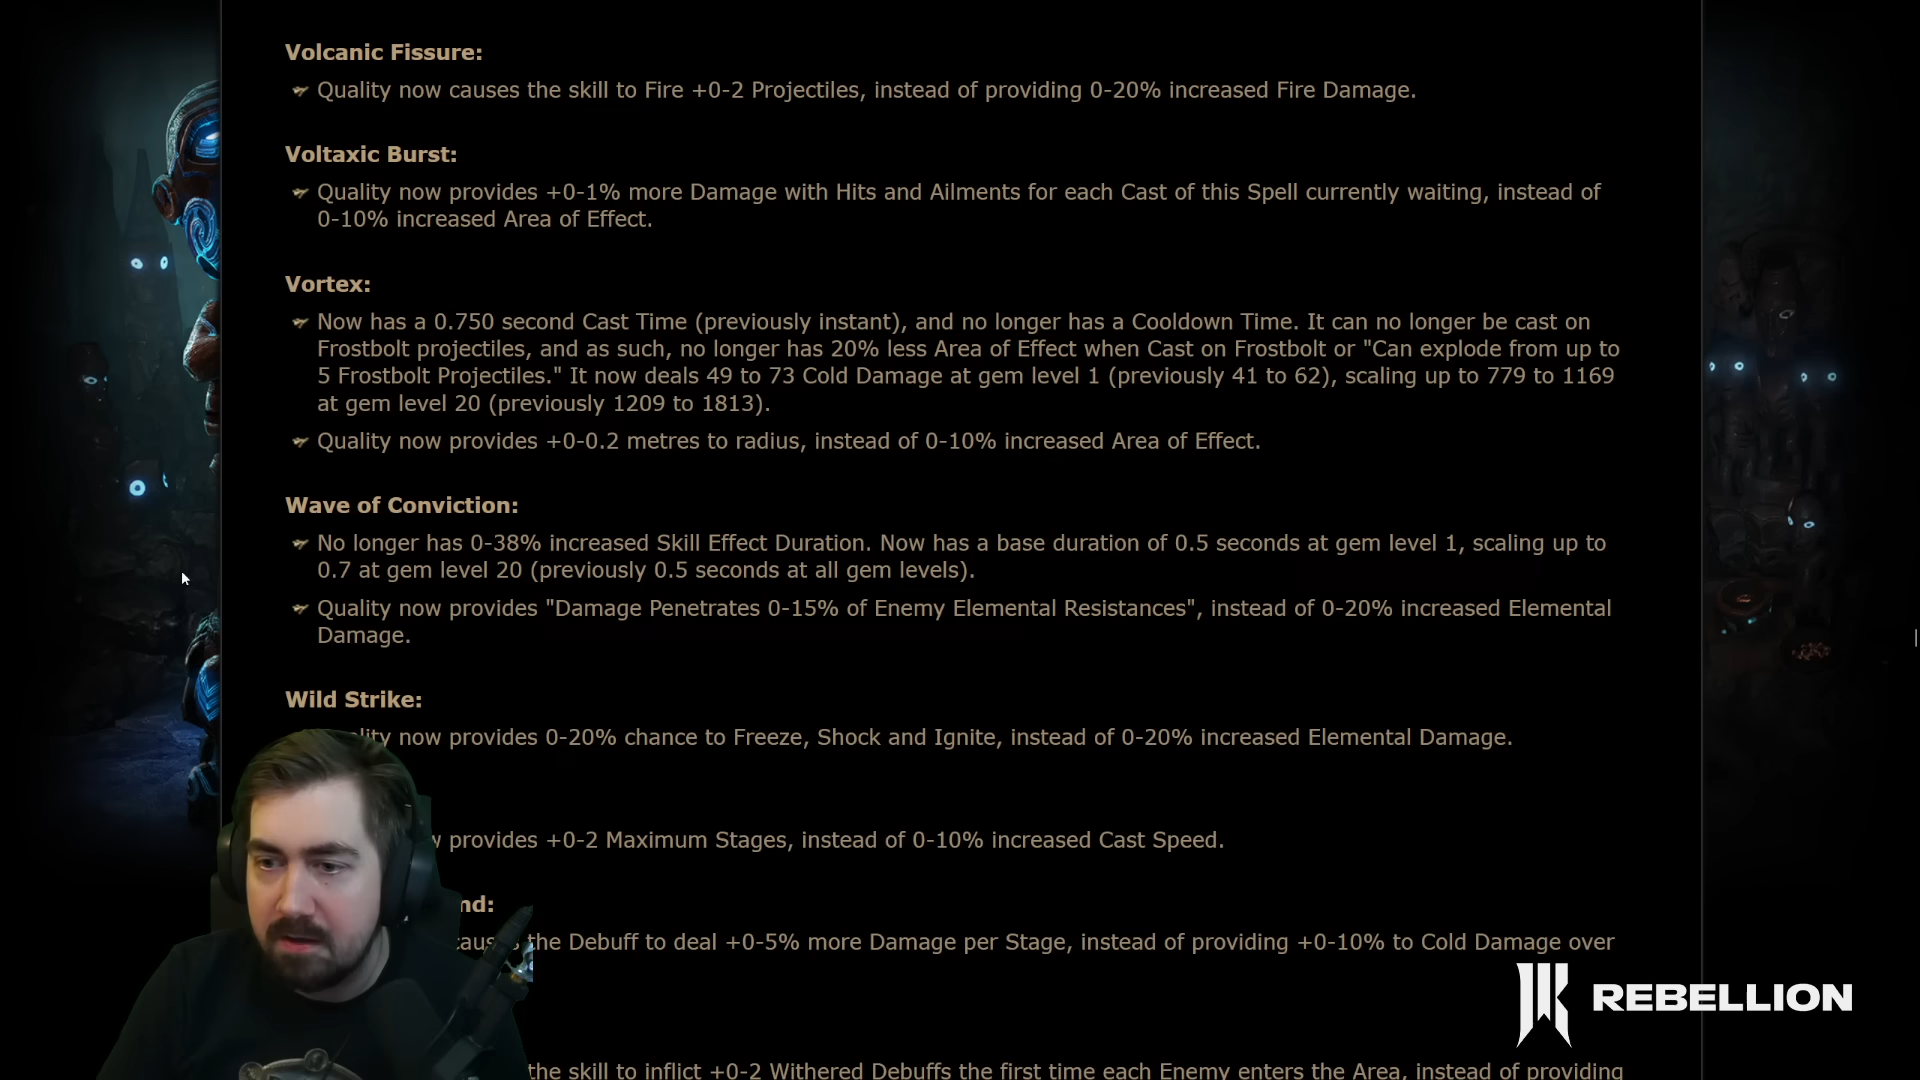 Volcanic Fissure:
Quality now causes the skill to Fire +0-2 Projectiles, instead of providing 0-20% increased Fire Damage.
Voltaxic Burst:
Quality now provides +0-1% more Damage with Hits and Ailments for each Cast of this Spell currently waiting, instead of
0-10% increased Area of Effect.
Vortex:
Now has a 0.750 second Cast Time (previously instant), and no longer has a Cooldown Time. It can no longer be cast on
Frostbolt projectiles, and as such, no longer has 20% less Area of Effect when Cast on Frostbolt or "Can explode from up to
5 Frostbolt Projectiles." It now deals 49 to 73 Cold Damage at gem level 1 (previously 41 to 62), scaling up to 779 to 1169
at gem level 20 (previously 1209 to 1813).
Quality now provides +0-0.2 metres to radius, instead of 0-10% increased Area of Effect.
Wave of Conviction:
No longer has 0-38% increased Skill Effect Duration. Now has a base duration of 0.5 seconds at gem level 1, scaling up to
0.7 at gem level 20 (previously 0.5 seconds at all gem levels).
Quality now provides "Damage Penetrates 0-15% of Enemy Elemental Resistances", instead of 0-20% increased Elemental
Damage.
Wild Strike:
now provides 0-20% chance to Freeze, Shock and Ignite, instead of 0-20% increased Elemental Damage.
provides +0-2 Maximum Stages, instead of 0-10% increased Cast Speed.
the Debuff to deal +0-5% more Damage per Stage, instead of providing +0-10% to Cold Damage over
REBELLION
the skill to inflict +0-2 Withered Debuffs the first time each Enemy enters the Area, instead of providing